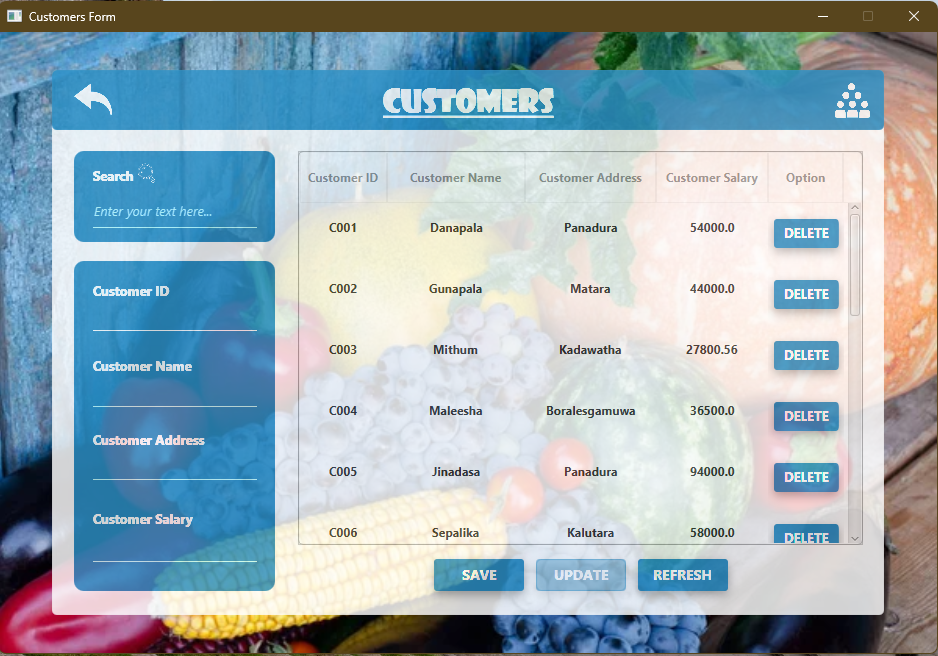 Customers Form
CUSTOMERS
Search
Enter your text here...
Customer ID
Customer Name
Customer Address
Customer Salary
Customer ID Customer Name Customer Address Customer Salary Option
C001 Danapala Panadura 54000.0 DELETE
C002 Gunapala Matara 44000.0 DELETE
C003 Mithum Kadawatha 27800.56 DELETE
C004 Maleesha Boralesgamuwa 36500.0 DELETE
C005 Jinadasa Panadura 94000.0 DELETE
C006 Sepalika Kalutara 58000.0 DELETE
SAVE UPDATE REFRESH